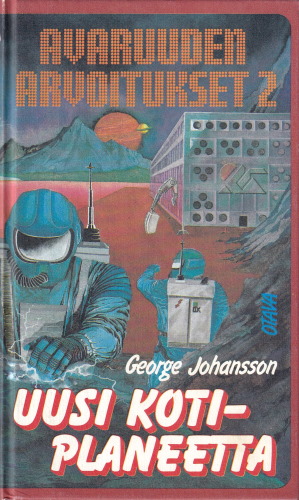 AVARUUDEN
ARVOITUKSET 2
OTAVA
George Johansson
UUSI KOTI-
PLANEETTA